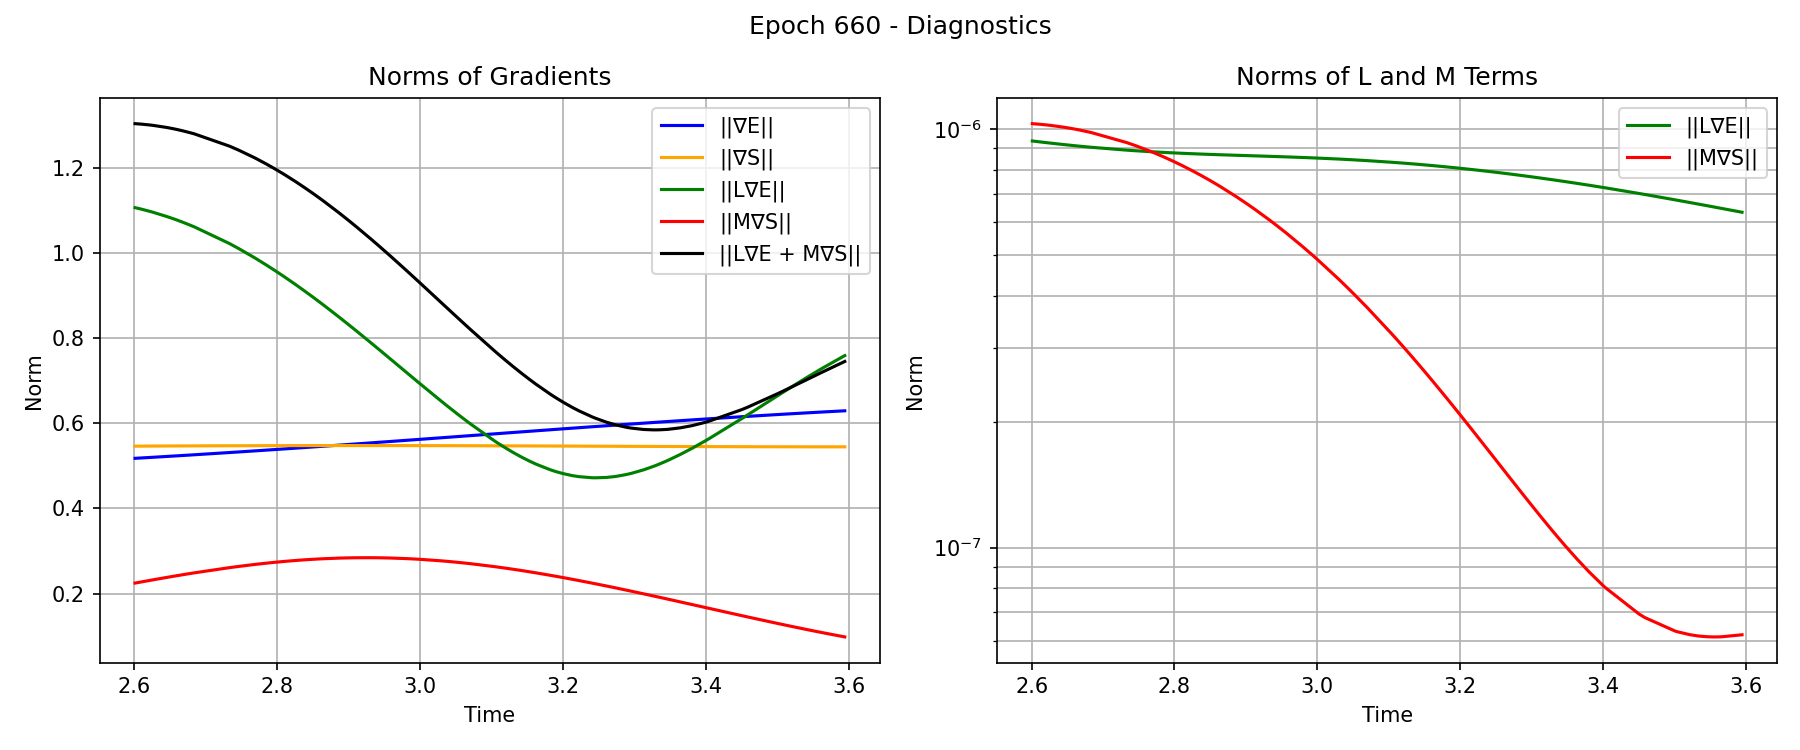 Epoch 660 - Diagnostics
Norms of Gradients
||∇E||
||∇S||
||L∇E||
||M∇S||
||L∇E + M∇S||
1.2
1.0
0.8
0.6
0.4
0.2
Norm
2.6 2.8 3.0 3.2 3.4 3.6
Time
Norms of L and M Terms
||L∇E||
||M∇S||
10⁻⁶
10⁻⁷
Norm
2.6 2.8 3.0 3.2 3.4 3.6
Time